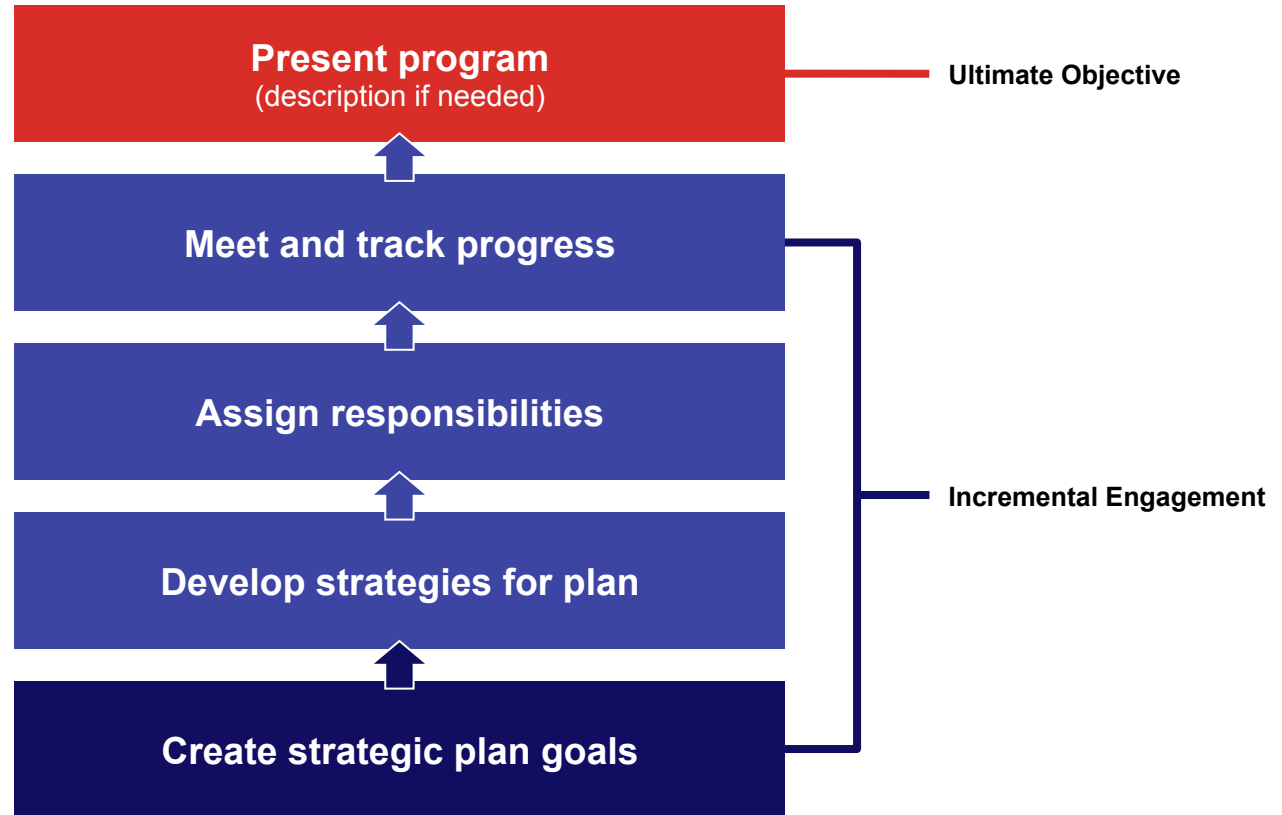 Present program
(description if needed)
Ultimate Objective
Meet and track progress
Assign responsibilities
Incremental Engagement
Develop strategies for plan
Create strategic plan goals